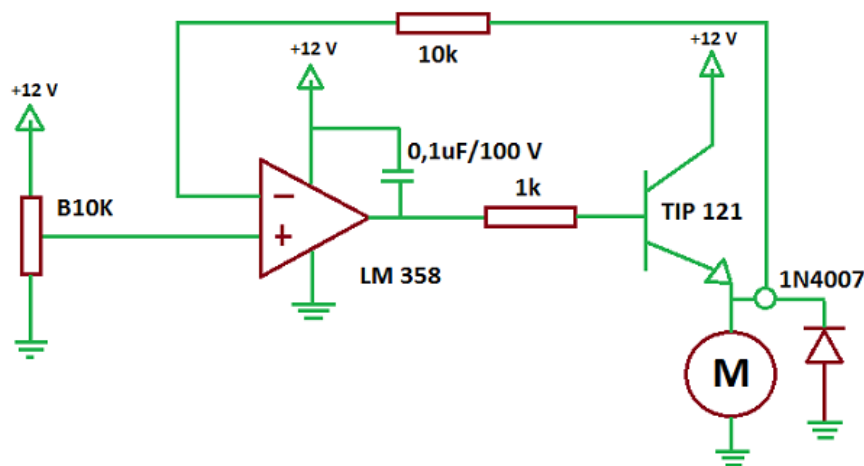 +12 V
10k
+12 V
+12 V
0,1uF/100 V
B10K
1k
TIP 121
−
+
LM 358
1N4007
M